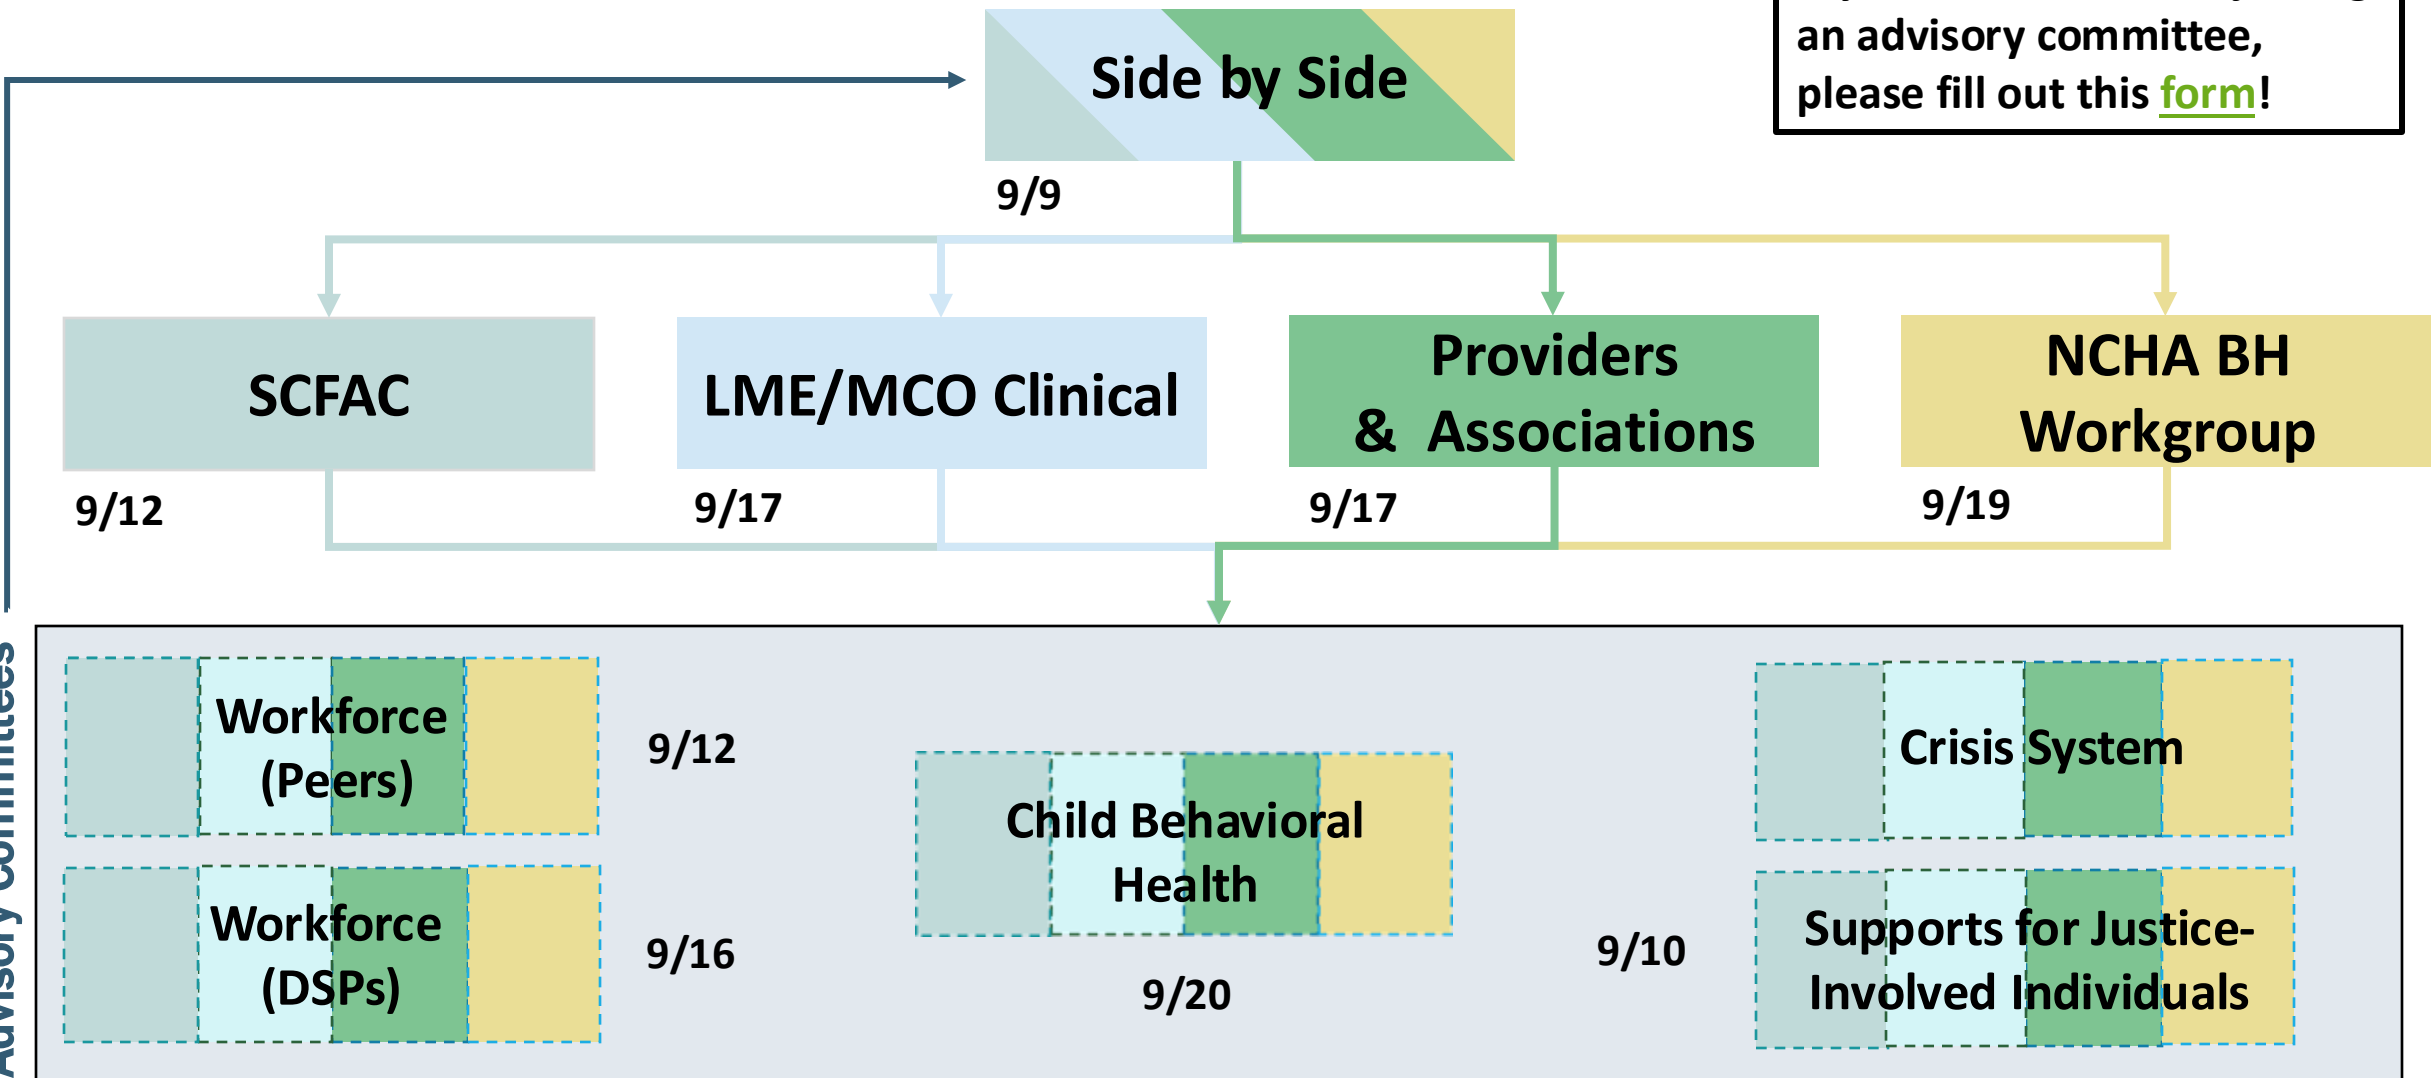 an advisory committee,
please fill out this form!
Side by Side
9/9
SCFAC
LME/MCO Clinical
Providers
& Associations
NCHA BH
Workgroup
9/12
9/17
9/17
9/19
Advisory Committees
Workforce
(Peers)
9/12
Workforce
(DSPs)
9/16
Child Behavioral
Health
9/20
Crisis System
9/10
Supports for Justice-
Involved Individuals